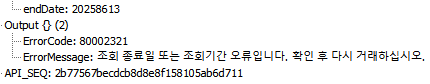 endDate: 20258613
Output {} (2)
ErrorCode: 80002321
ErrorMessage: 조회 종료일 또는 조회기간 오류입니다. 확인 후 다시 거래하십시오.
API_SEQ: 2b77567becdcb8d8e8f158105ab6d711